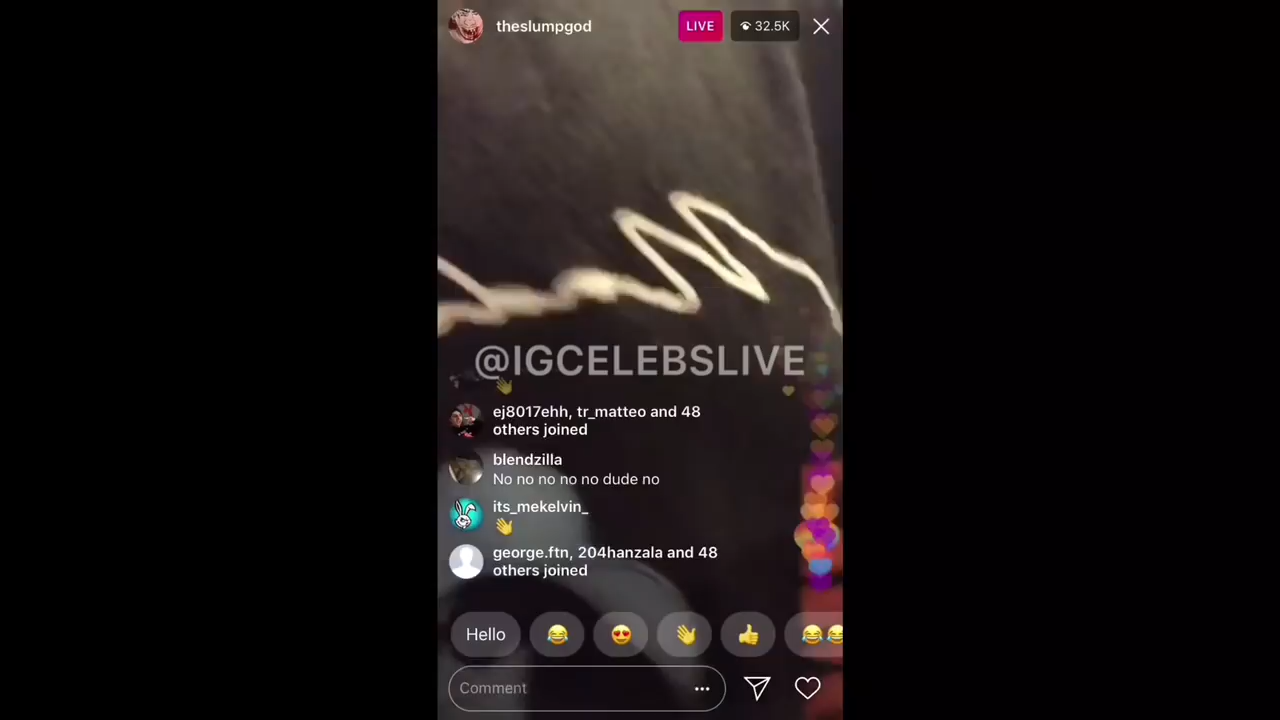 theslumpgod
LIVE
32.5K
@IGCELEBSLIVE
👋
ej8017ehh, tr_matteo and 48
others joined
blendzilla
No no no no no dude no
its_mekelvin_
👋
george.ftn, 204hanzala and 48
others joined
Hello 😂 😍 👋 👍 😂😂
Comment